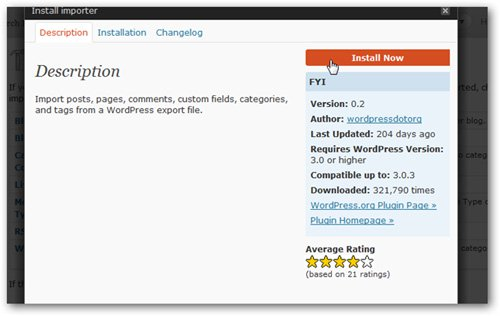 Install importer
Description
Installation
Changelog
Install Now
Description
Import posts, pages, comments, custom fields, categories,
and tags from a WordPress export file.
FYI
Version: 0.2
Author: wordpressdotorg
Last Updated: 204 days ago
Requires WordPress Version:
3.0 or higher
Compatible up to: 3.0.3
Downloaded: 321,790 times
WordPress.org Plugin Page »
Plugin Homepage »
Average Rating
(based on 21 ratings)